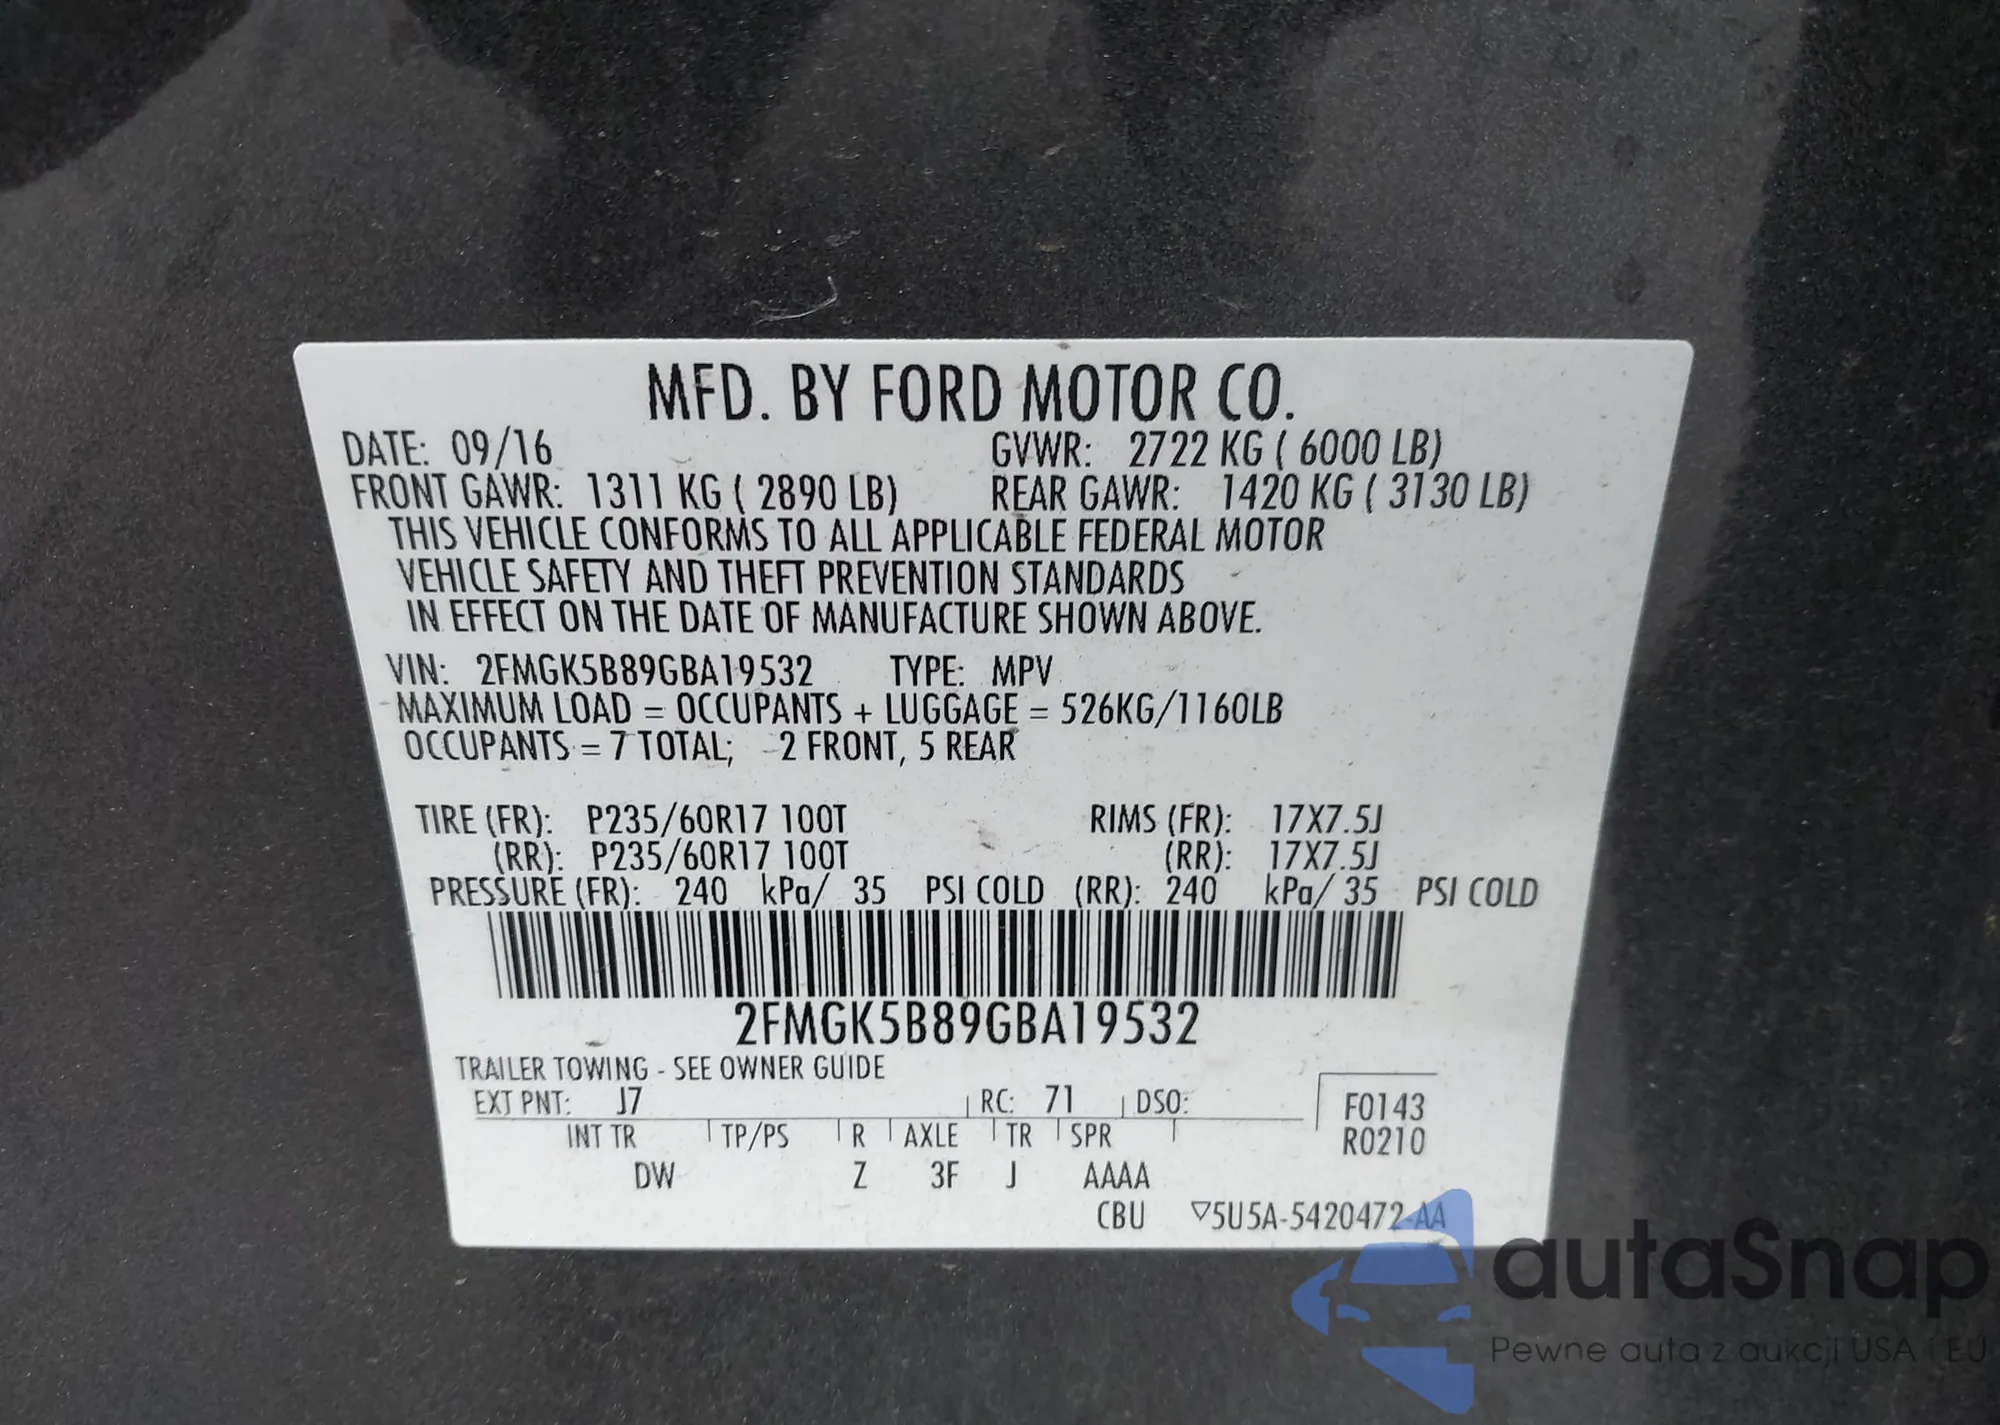 MFD. BY FORD MOTOR CO.
DATE: 09/16 GVWR: 2722 KG ( 6000 LB)
FRONT GAWR: 1311 KG ( 2890 LB) REAR GAWR: 1420 KG ( 3130 LB)
THIS VEHICLE CONFORMS TO ALL APPLICABLE FEDERAL MOTOR
VEHICLE SAFETY AND THEFT PREVENTION STANDARDS
IN EFFECT ON THE DATE OF MANUFACTURE SHOWN ABOVE.
VIN: 2FMGK5B89GBA19532 TYPE: MPV
MAXIMUM LOAD = OCCUPANTS + LUGGAGE = 526KG/1160LB
OCCUPANTS = 7 TOTAL; 2 FRONT, 5 REAR
TIRE (FR): P235/60R17 100T RIMS (FR): 17X7.5J
(RR): P235/60R17 100T (RR): 17X7.5J
PRESSURE (FR): 240 kPa/ 35 PSI COLD (RR): 240 kPa/ 35 PSI COLD
2FMGK5B89GBA19532
TRAILER TOWING - SEE OWNER GUIDE
EXT PNT: J7 RC: 71 DSO: F0143
INT TR TP/PS R AXLE TR SPR R0210
DW Z 3F J AAAA
CBU ▽5U5A-5420472-AA
autaSnap
Pewne auta z aukcji USA i EU